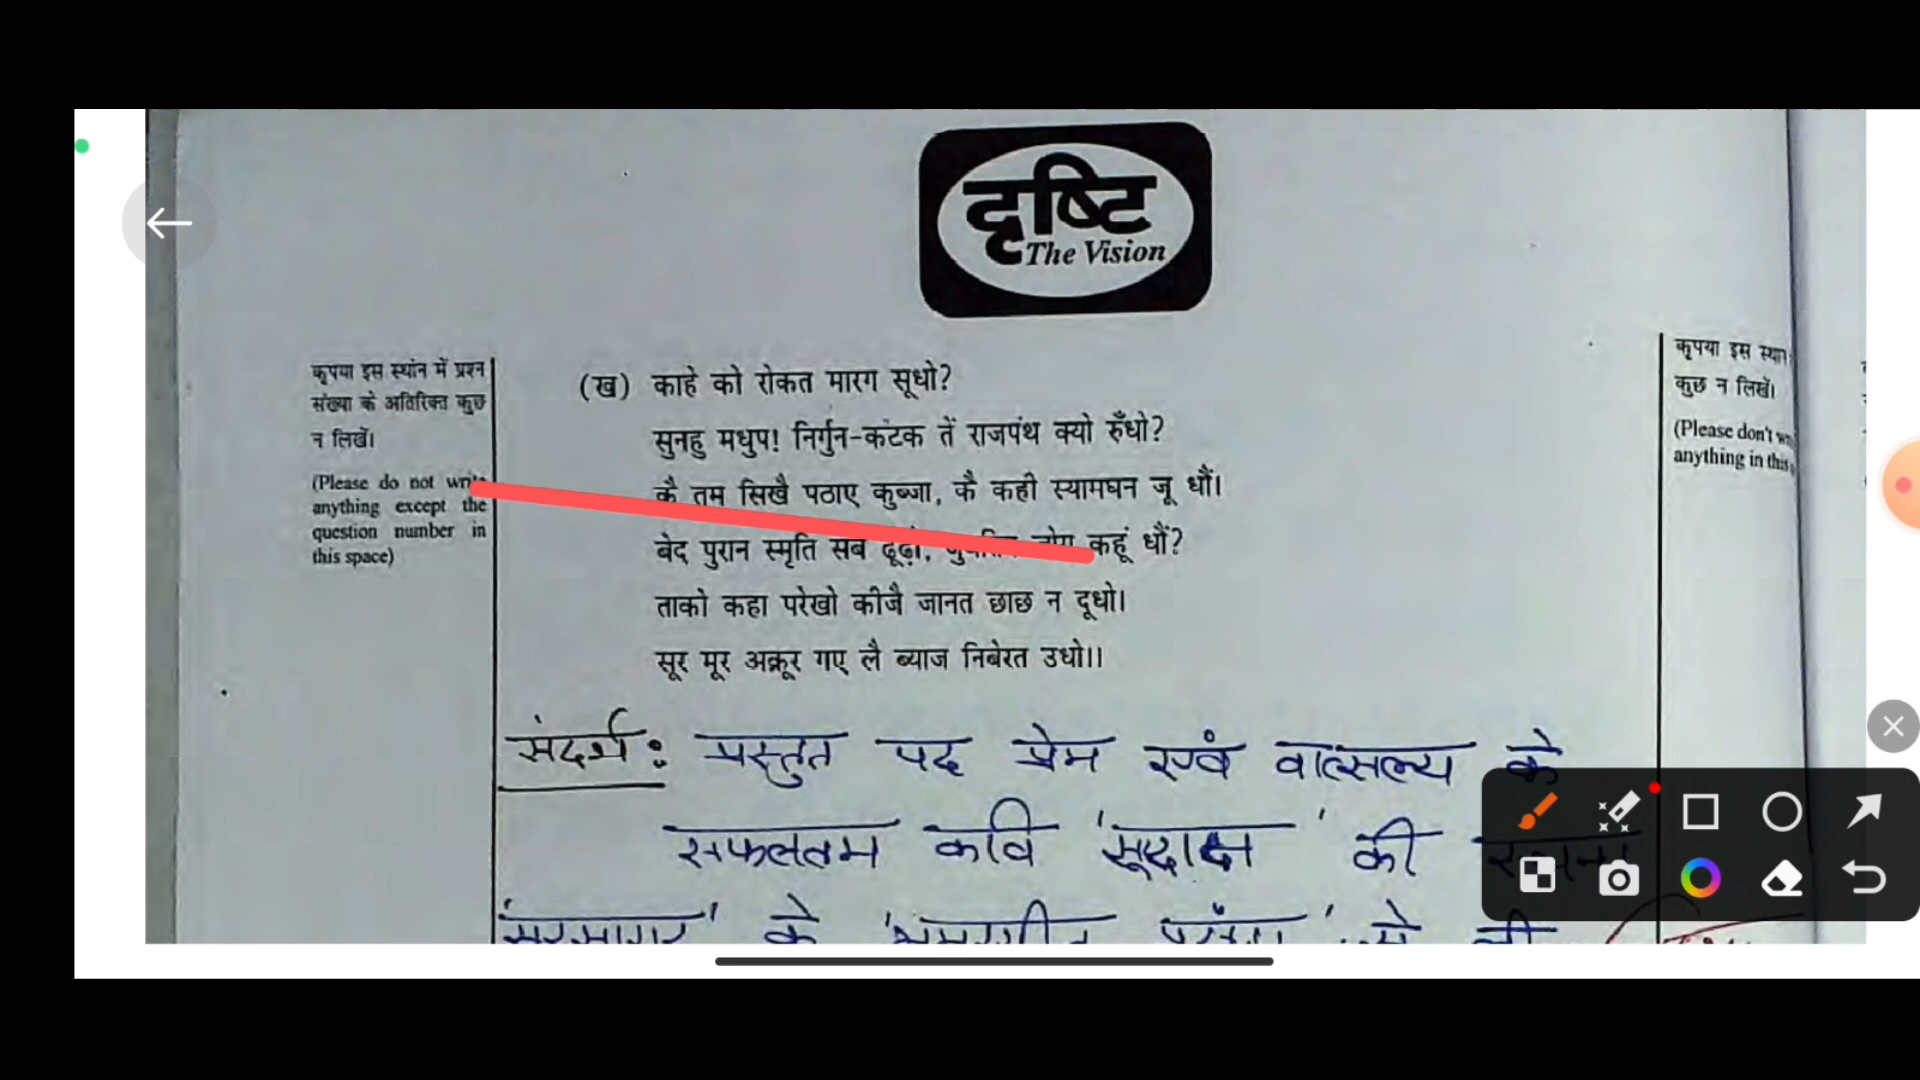 दृष्टि
The Vision
कृपया इस स्थान में प्रश्न
संख्या के अतिरिक्त कुछ
न लिखें।
(Please do not write
anything except the
question number in
this space)
(ख) काहे को रोकत मारग सूधो?
सुनहु मधुप! निर्गुन-कटक तें राजपंथ क्यो रुँधो?
कै तम सिखै पठाए कुब्जा, कै कही स्यामघन जू धौं।
बेद पुरान स्मृति सब ढूढ़ो, कहूं धौं?
ताको कहा परेखो कीजै जानत छाछ न दूधो।
सूर मूर अक्रूर गए लै ब्याज निबेरत उधो।।
कृपया इस स्थान
कुछ न लिखें।
(Please don't
anything in this
संदर्भ: प्रस्तुत पद प्रेम एवं वात्सल्य के
सफलतम कवि की
के से ली